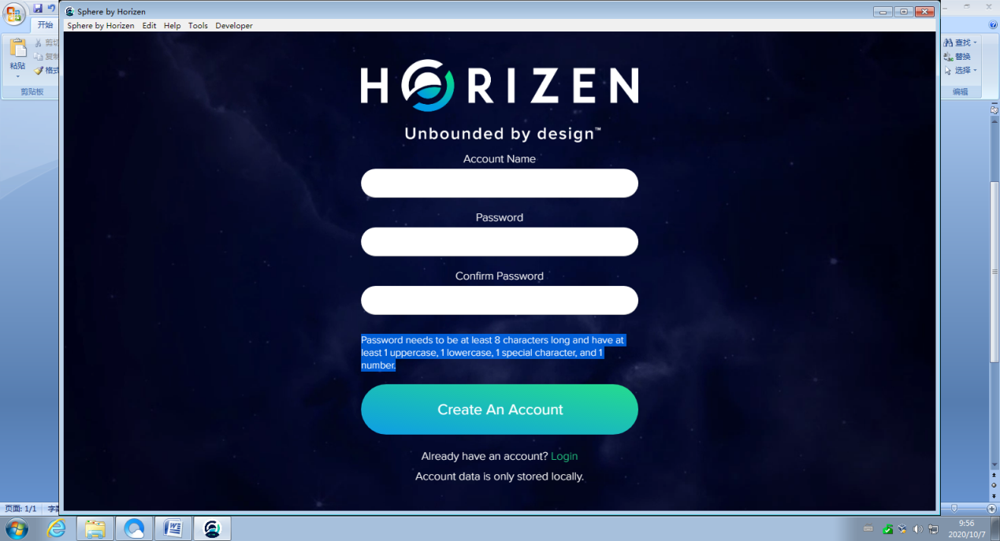 Sphere by Horizen
Sphere by Horizen Edit Help Tools Developer
开始
粘贴
剪切
复制
格式
剪贴板
查找
替换
选择
编辑
HORIZEN
Unbounded by design™
Account Name
Password
Confirm Password
Password needs to be at least 8 characters long and have at
least 1 uppercase, 1 lowercase, 1 special character, and 1
number.
Create An Account
Already have an account? Login
Account data is only stored locally.
页面: 1/1
9:56
2020/10/7